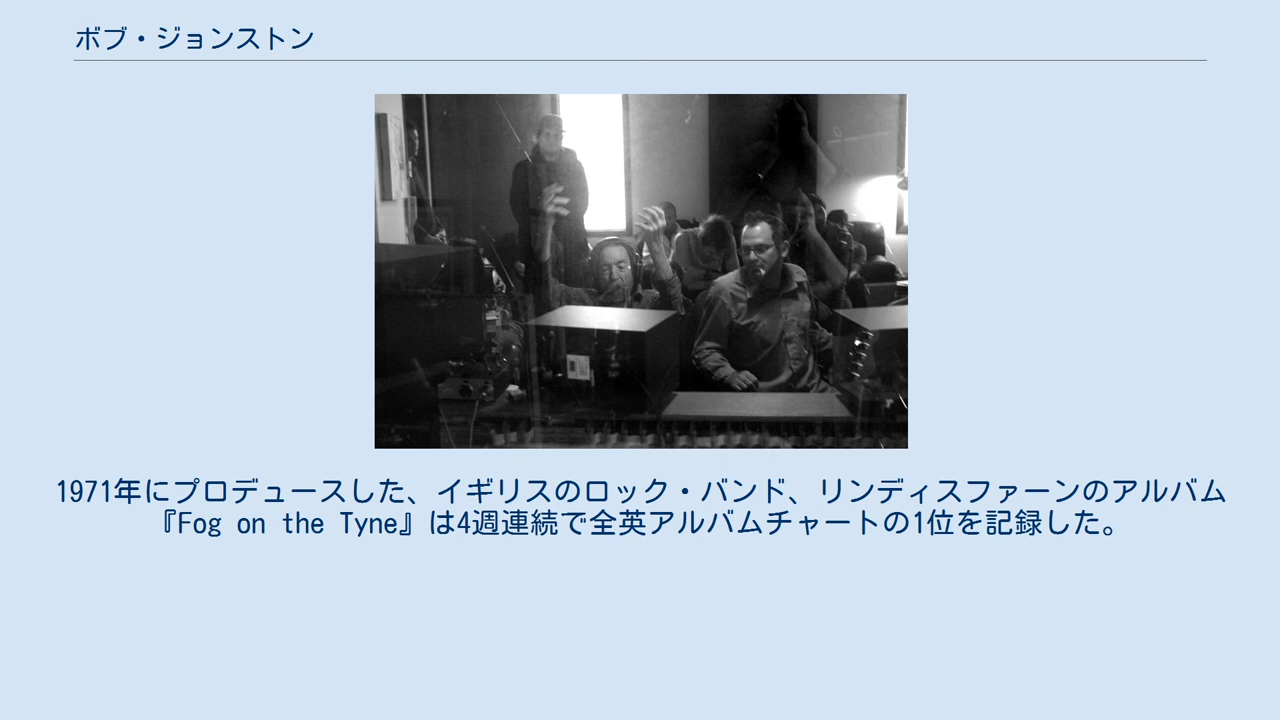 ボブ・ジョンストン
1971年にプロデュースした、イギリスのロック・バンド、リンディスファーンのアルバム
『Fog on the Tyne』は4週連続で全英アルバムチャートの1位を記録した。